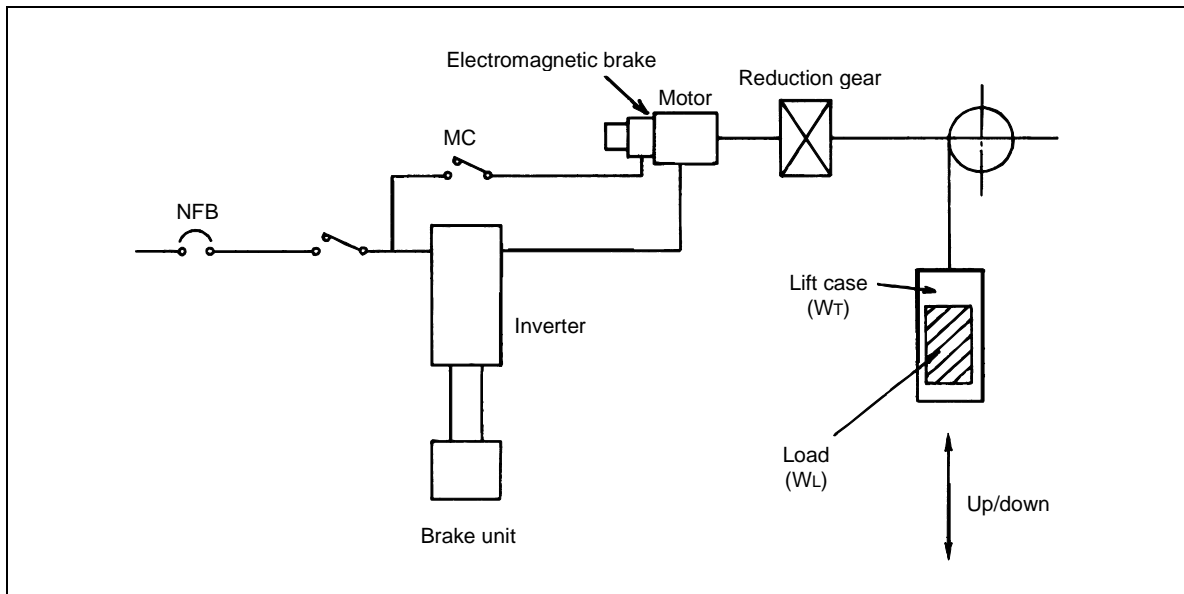 Electromagnetic brake
Reduction gear
Motor
MC
NFB
Inverter
Brake unit
Lift case
(WT)
Load
(WL)
Up/down